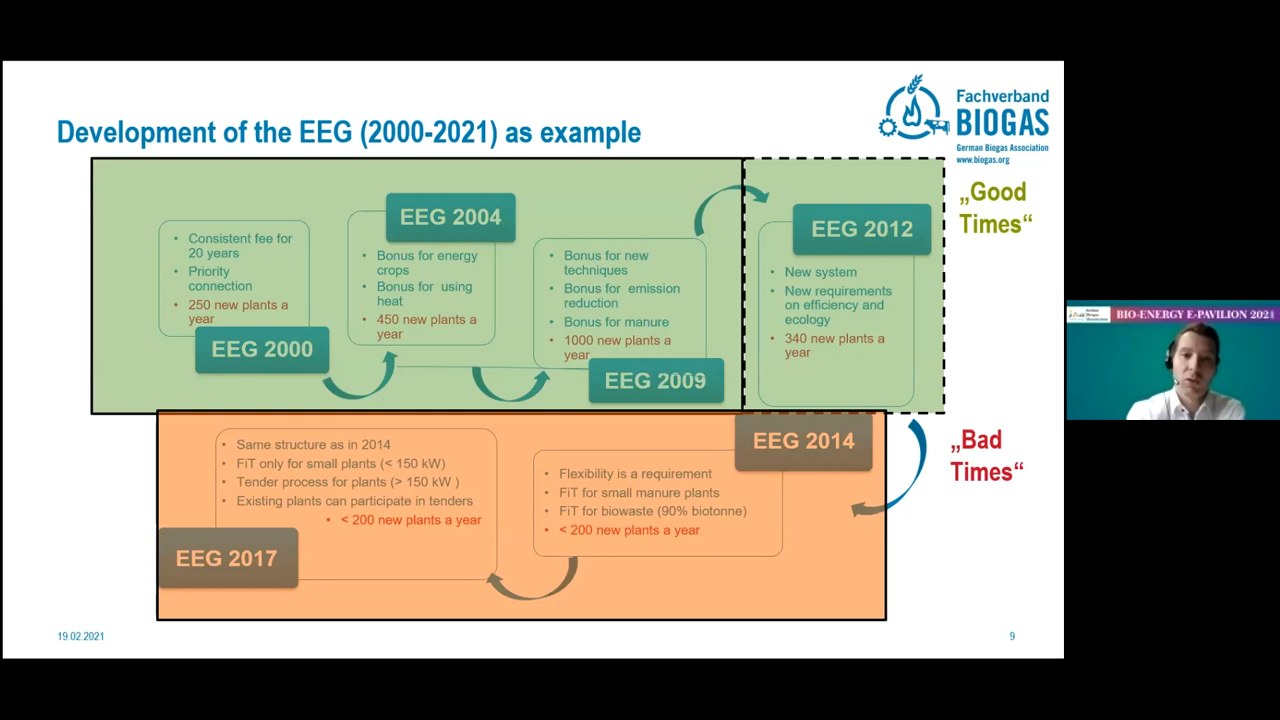 Development of the EEG (2000-2021) as example
Fachverband
BIOGAS
German Biogas Association
www.biogas.org
„Good
Times“
• Consistent fee for
20 years
• Priority
connection
• 250 new plants a
year
EEG 2000
EEG 2004
• Bonus for energy
crops
• Bonus for using
heat
• 450 new plants a
year
• Bonus for new
techniques
• Bonus for emission
reduction
• Bonus for manure
• 1000 new plants a
year
EEG 2009
EEG 2012
• New system
• New requirements
on efficiency and
ecology
• 340 new plants a
year
„Bad
Times“
EEG 2014
• Flexibility is a requirement
• FiT for small manure plants
• FiT for biowaste (90% biotonne)
• < 200 new plants a year
• Same structure as in 2014
• FiT only for small plants (< 150 kW)
• Tender process for plants (> 150 kW )
• Existing plants can participate in tenders
• < 200 new plants a year
EEG 2017
19.02.2021
9
BIO-ENERGY E-PAVILION 2021